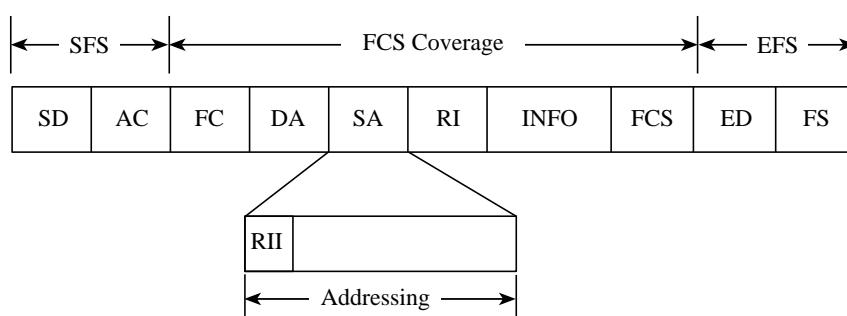 SFS FCS Coverage EFS
SD AC FC DA SA RI INFO FCS ED FS
RII
Addressing